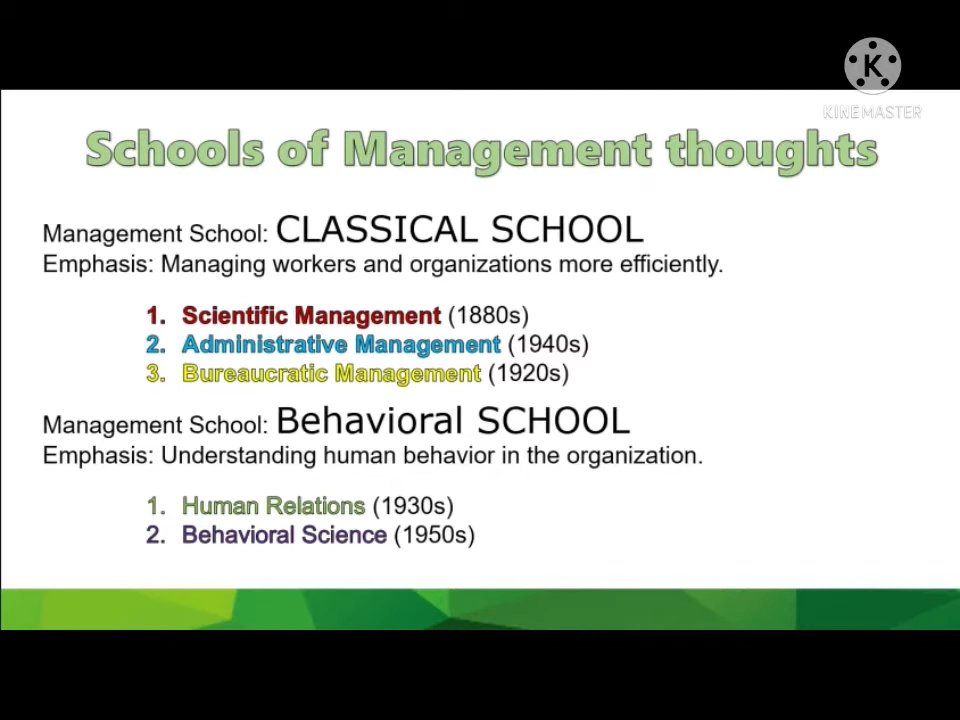 K
KINEMASTER
Schools of Management thoughts
Management School: CLASSICAL SCHOOL
Emphasis: Managing workers and organizations more efficiently.
1. Scientific Management (1880s)
2. Administrative Management (1940s)
3. Bureaucratic Management (1920s)
Management School: Behavioral SCHOOL
Emphasis: Understanding human behavior in the organization.
1. Human Relations (1930s)
2. Behavioral Science (1950s)